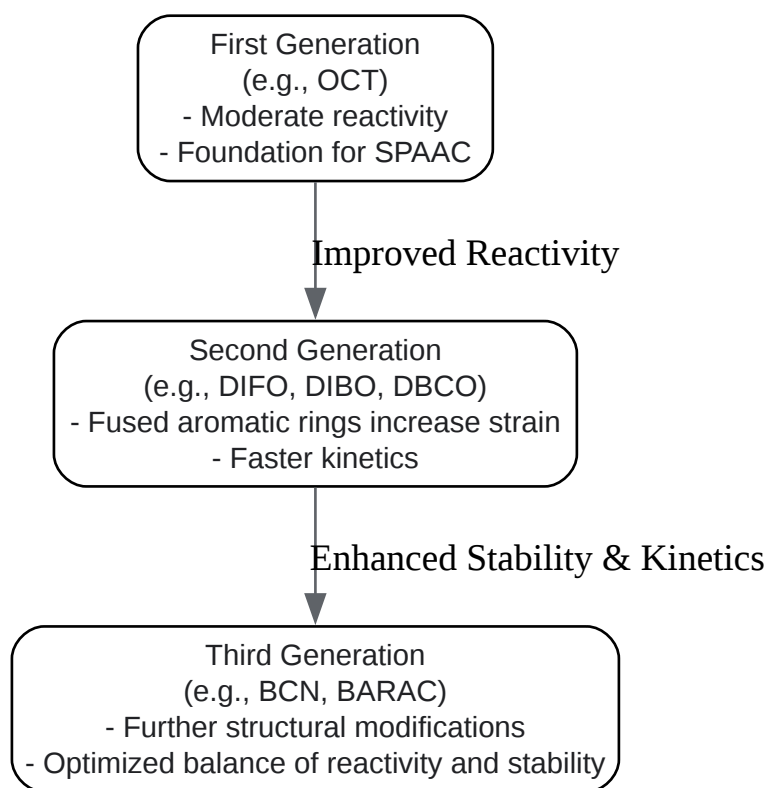 First Generation
(e.g., OCT)
- Moderate reactivity
- Foundation for SPAAC
Improved Reactivity
Second Generation
(e.g., DIFO, DIBO, DBCO)
- Fused aromatic rings increase strain
- Faster kinetics
Enhanced Stability & Kinetics
Third Generation
(e.g., BCN, BARAC)
- Further structural modifications
- Optimized balance of reactivity and stability